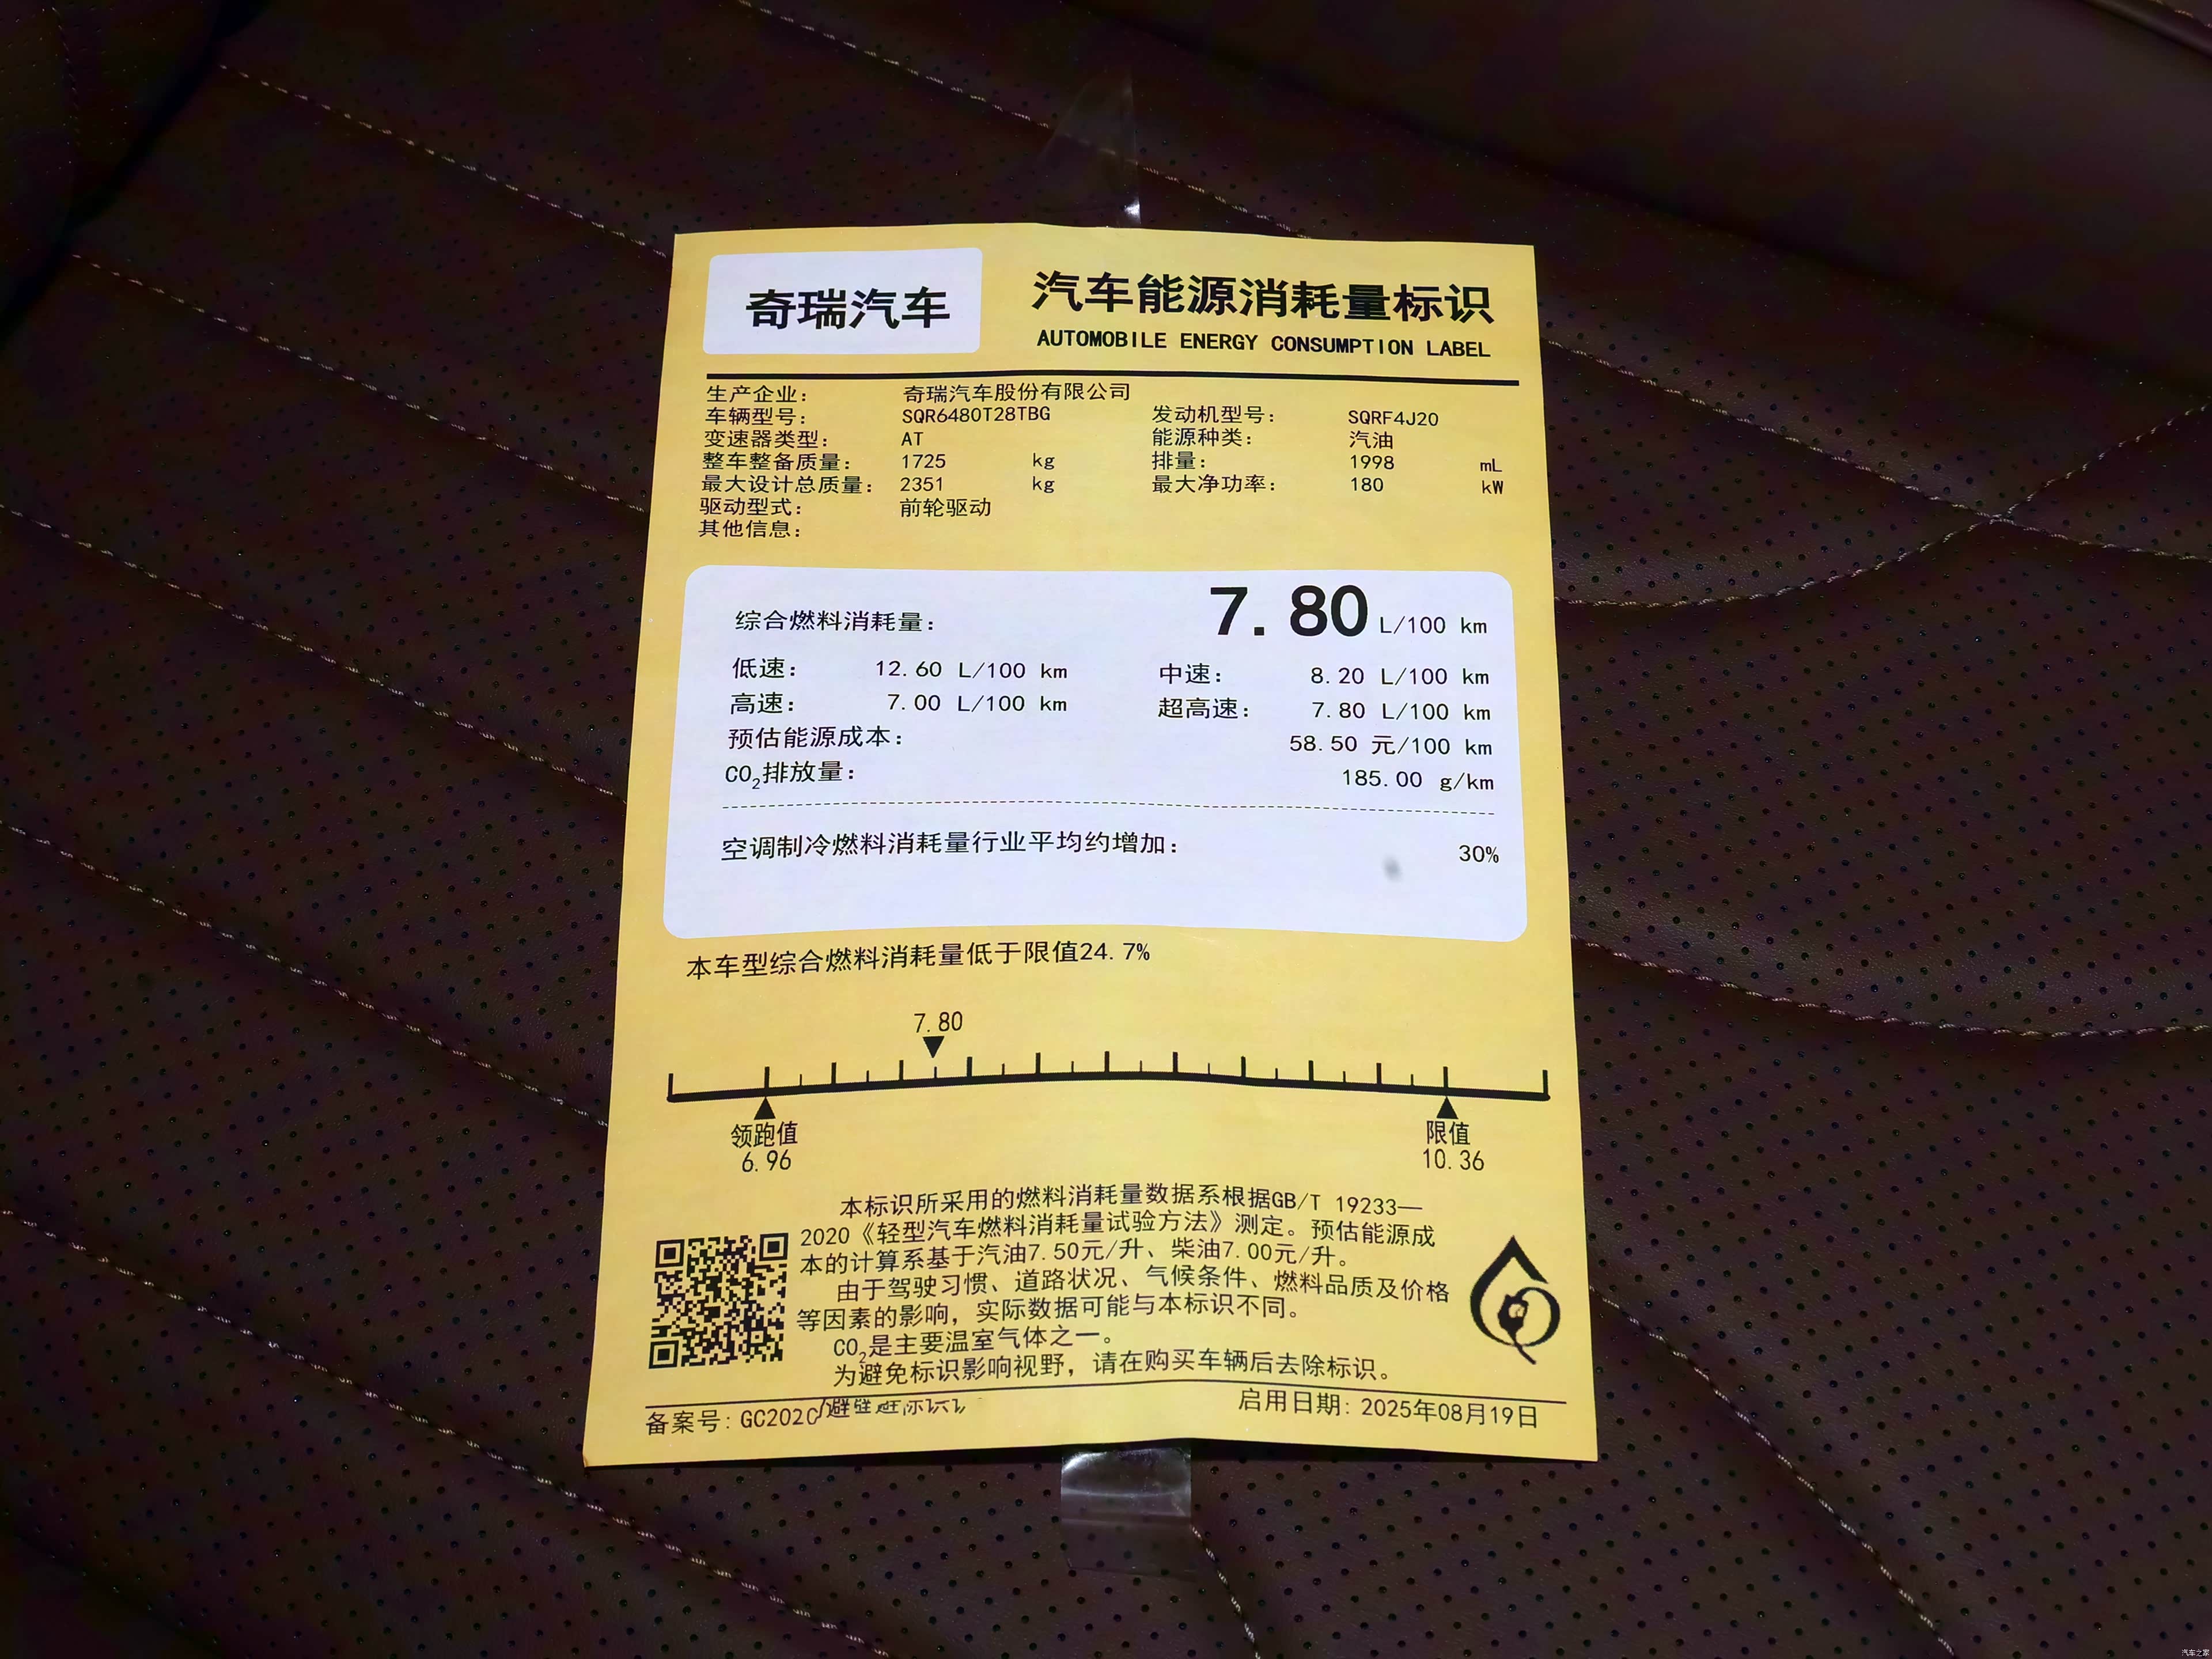 奇瑞汽车
汽车能源消耗量标识
AUTOMOBILE ENERGY CONSUMPTION LABEL
生产企业: 奇瑞汽车股份有限公司
车辆型号: SQR6480T28TBG 发动机型号: SQRF4J20
变速器类型: AT 能源种类: 汽油
整车整备质量: 1725 kg 排量: 1998 mL
最大设计总质量: 2351 kg 最大净功率: 180 kW
驱动型式: 前轮驱动
其他信息:
综合燃料消耗量: 7.80 L/100 km
低速: 12.60 L/100 km 中速: 8.20 L/100 km
高速: 7.00 L/100 km 超高速: 7.80 L/100 km
预估能源成本: 58.50 元/100 km
CO₂排放量: 185.00 g/km
空调制冷燃料消耗量行业平均约增加: 30%
本车型综合燃料消耗量低于限值24.7%
7.80
领跑值 限值
6.96 10.36
本标识所采用的燃料消耗量数据系根据GB/T 19233—
2020《轻型汽车燃料消耗量试验方法》测定。预估能源成
本的计算系基于汽油7.50元/升、柴油7.00元/升。
由于驾驶习惯、道路状况、气候条件、燃料品质及价格
等因素的影响，实际数据可能与本标识不同。
CO₂是主要温室气体之一。
为避免标识影响视野，请在购买车辆后去除标识。
备案号: GC202 启用日期: 2025年08月19日
汽车之家